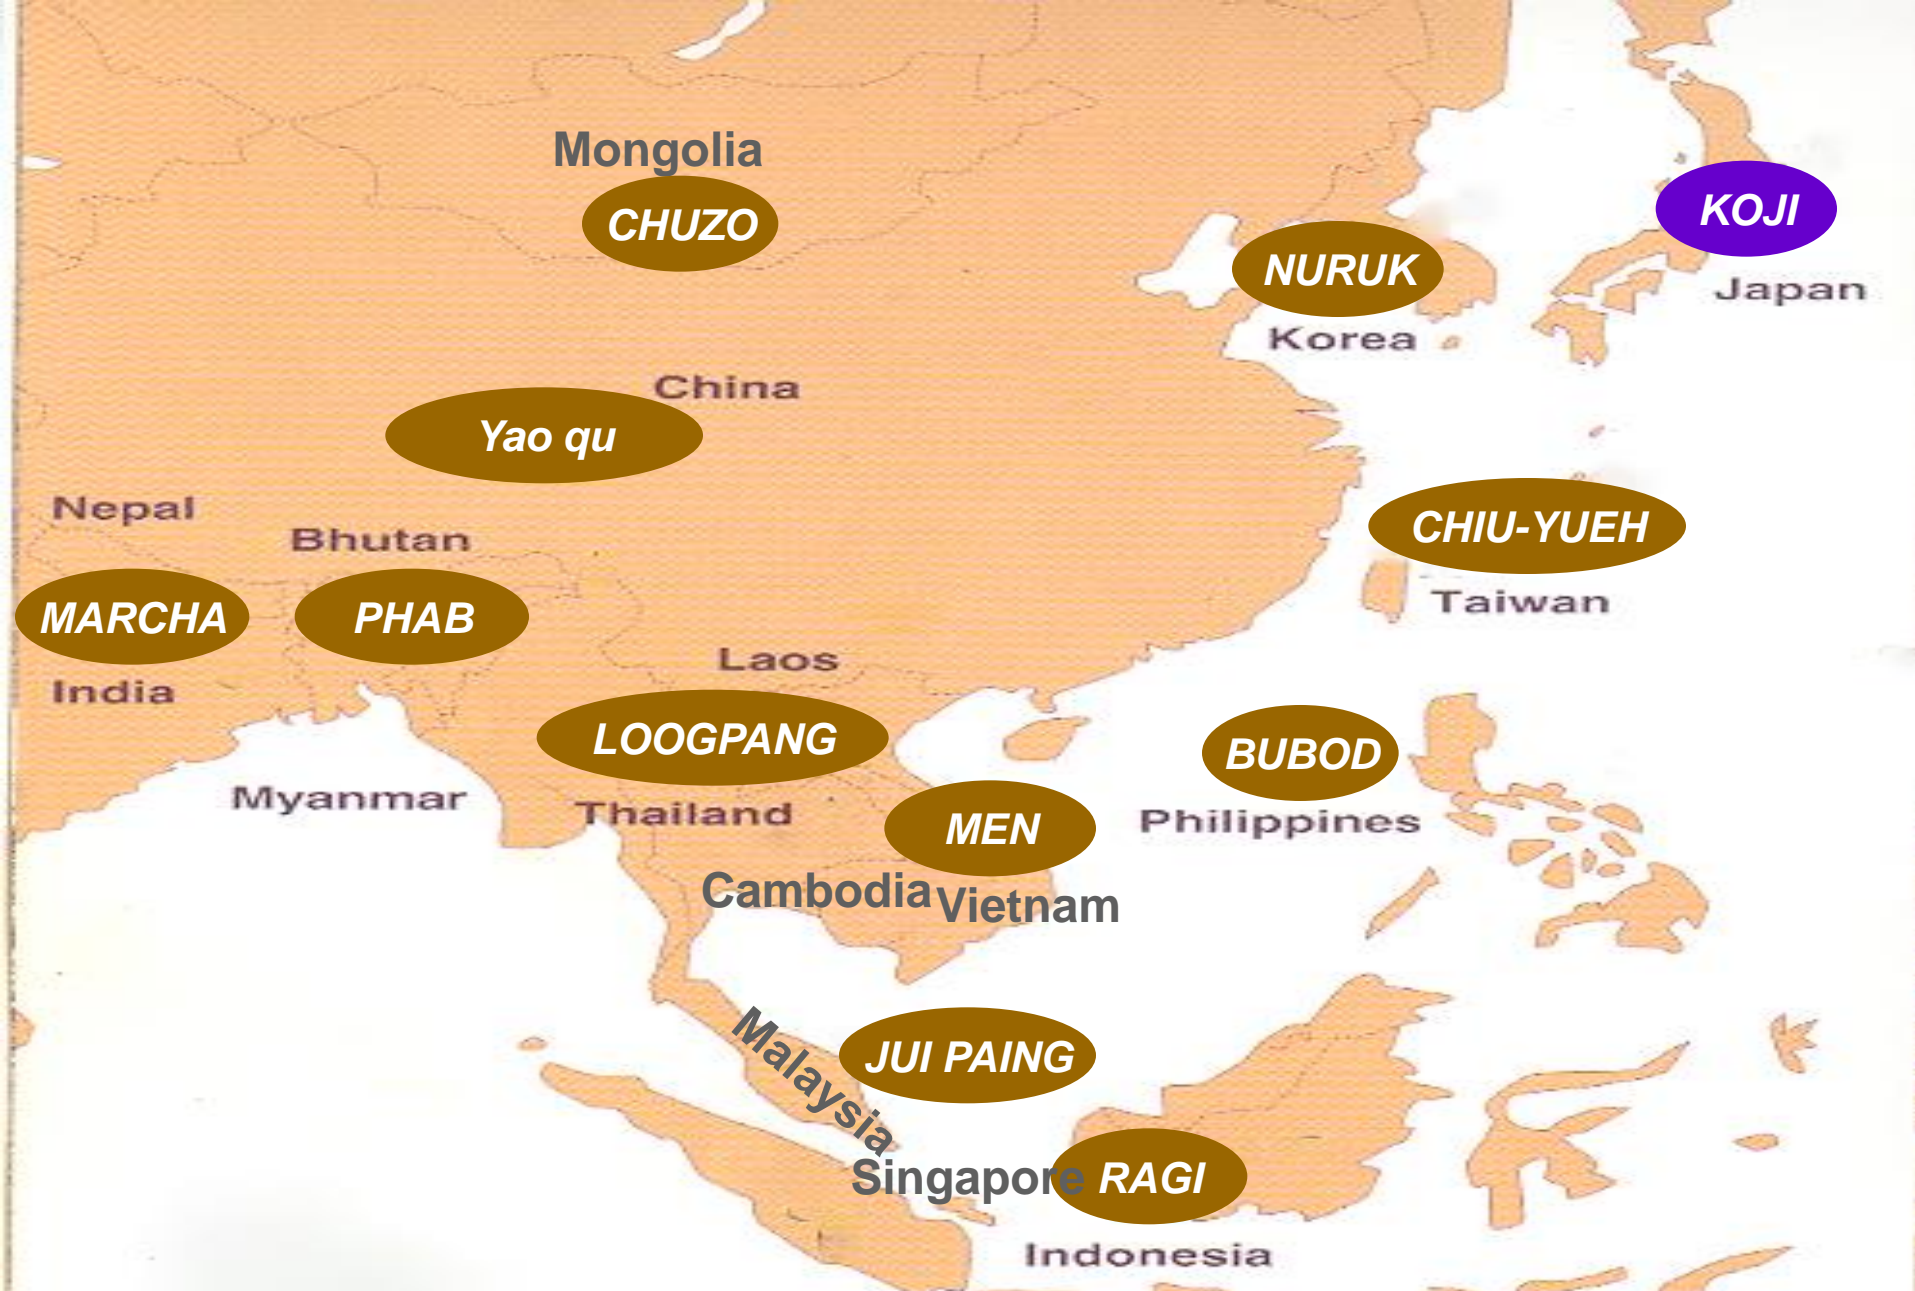 Mongolia
CHUZO
KOJI
NURUK
Japan
Korea
China
Yao qu
Nepal
Bhutan
CHIU-YUEH
Taiwan
MARCHA
PHAB
India
Laos
LOOGPANG
BUBOD
Myanmar
Thailand
MEN
Philippines
Cambodia
Vietnam
Malaysia
JUI PAING
Singapore
RAGI
Indonesia